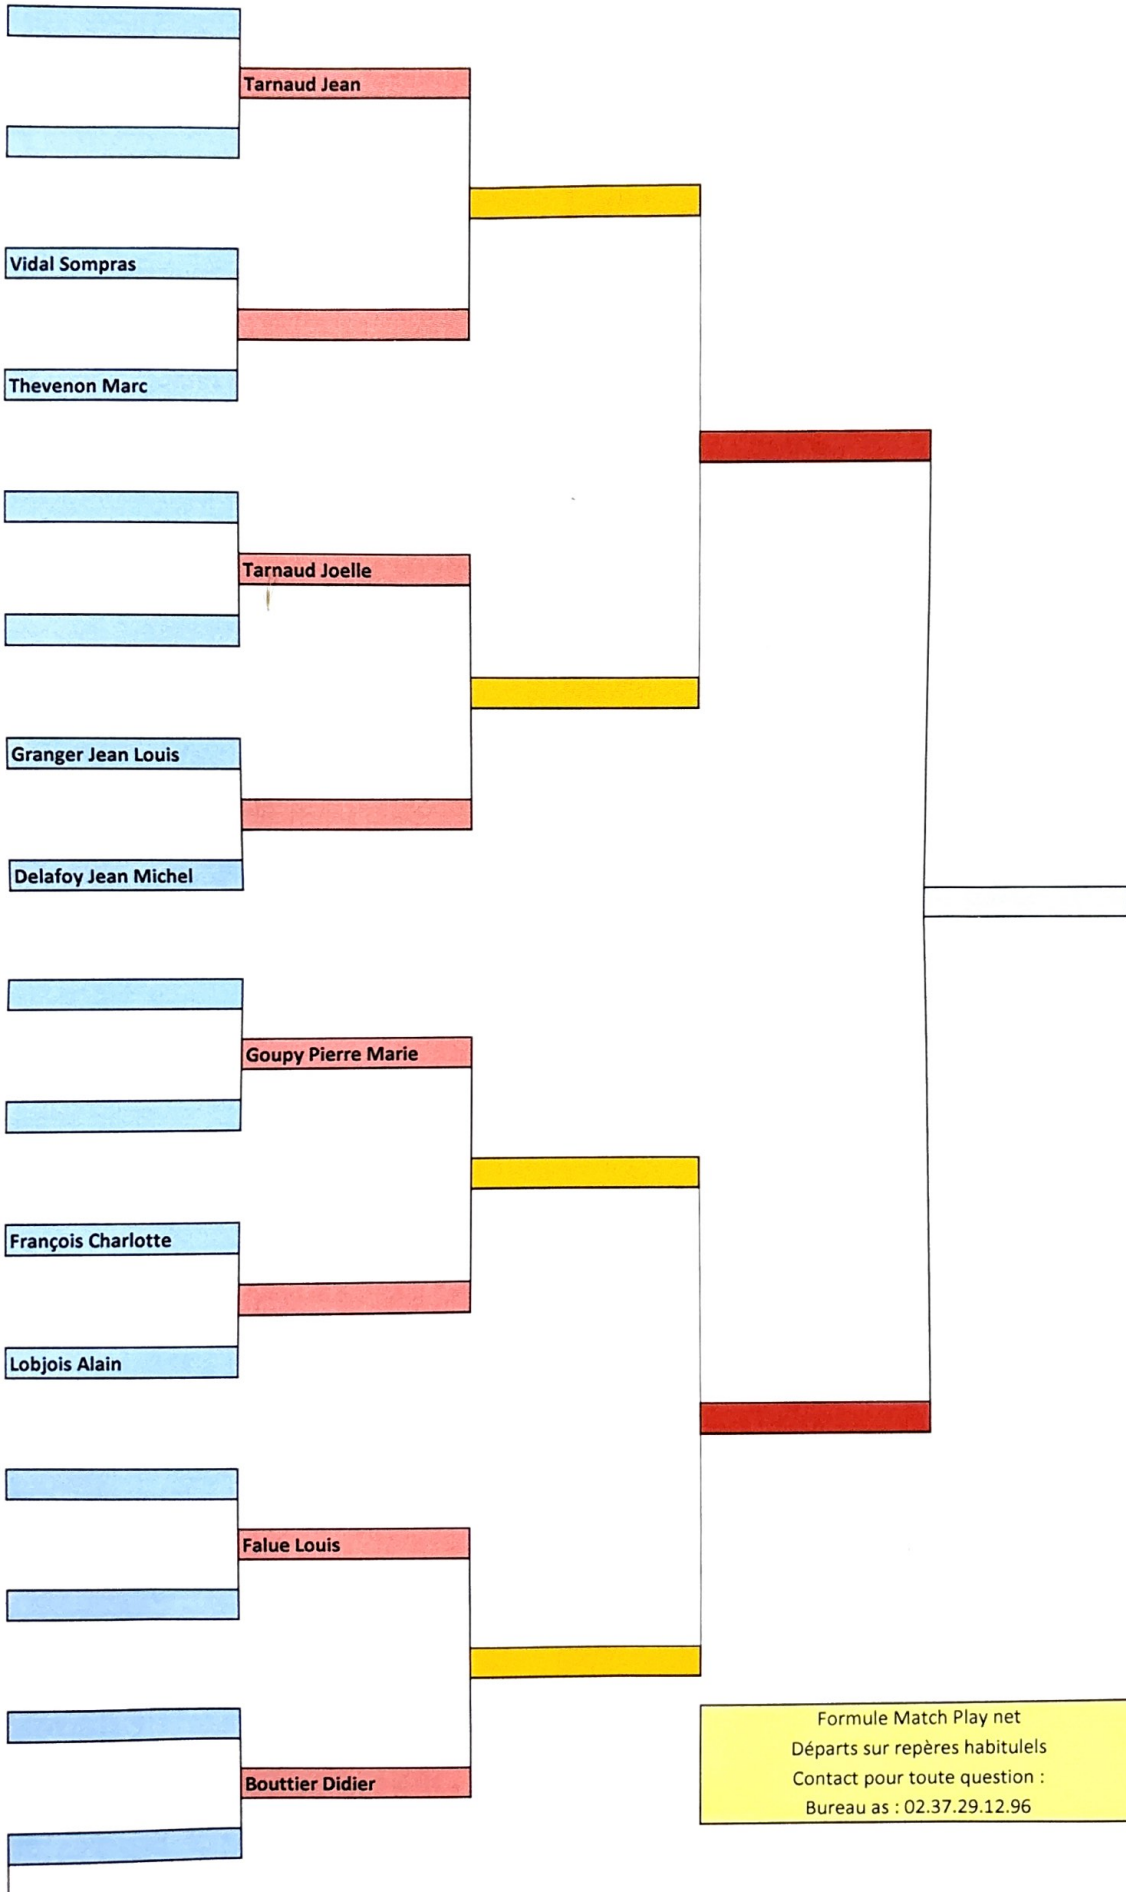 Tarnaud Jean
Vidal Sompras
Thevenon Marc
Tarnaud Joelle
Granger Jean Louis
Delafoy Jean Michel
Goupy Pierre Marie
François Charlotte
Lobjois Alain
Falue Louis
Bouttier Didier
Formule Match Play net
Départs sur repères habitulels
Contact pour toute question :
Bureau as : 02.37.29.12.96